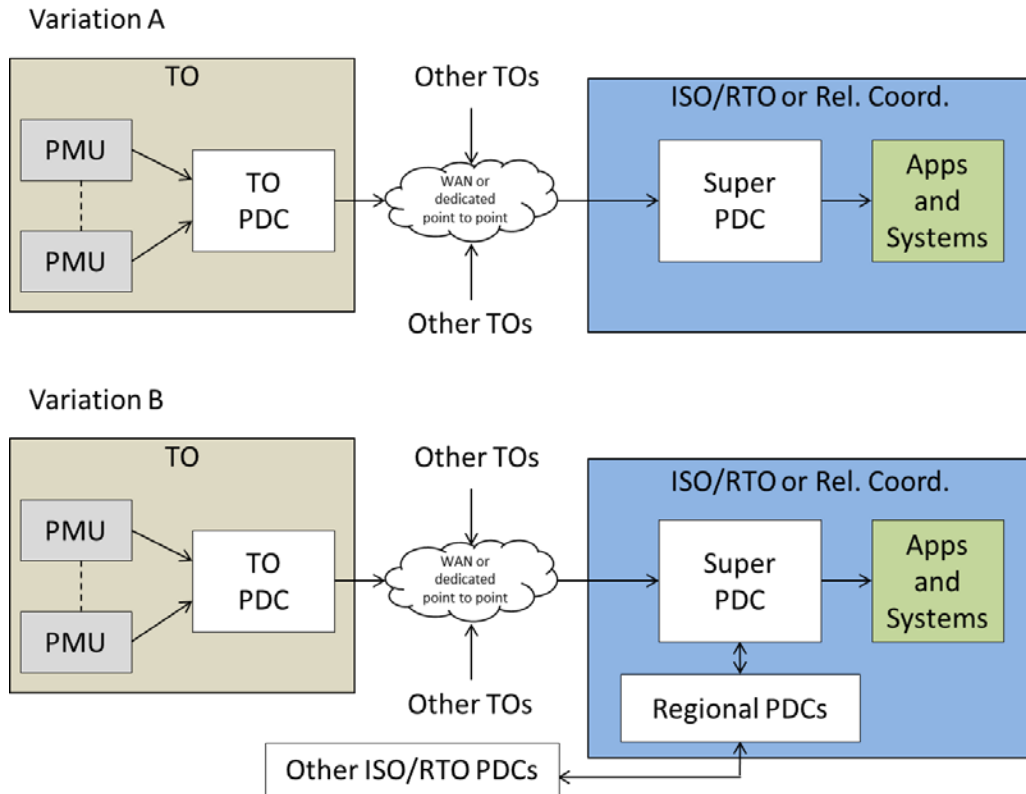 Variation A
TO
PMU
PMU
TO
PDC
Other TOs
WAN or
dedicated
point to point
Other TOs
ISO/RTO or Rel. Coord.
Super
PDC
Apps
and
Systems
Variation B
TO
PMU
PMU
TO
PDC
Other TOs
WAN or
dedicated
point to point
Other TOs
ISO/RTO or Rel. Coord.
Super
PDC
Apps
and
Systems
Regional PDCs
Other ISO/RTO PDCs